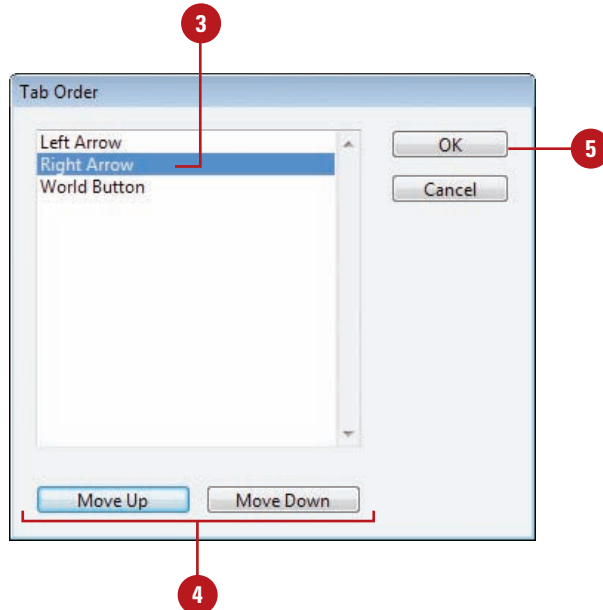 3
Tab Order
Left Arrow
Right Arrow
World Button
OK
5
Cancel
Move Up
Move Down
4